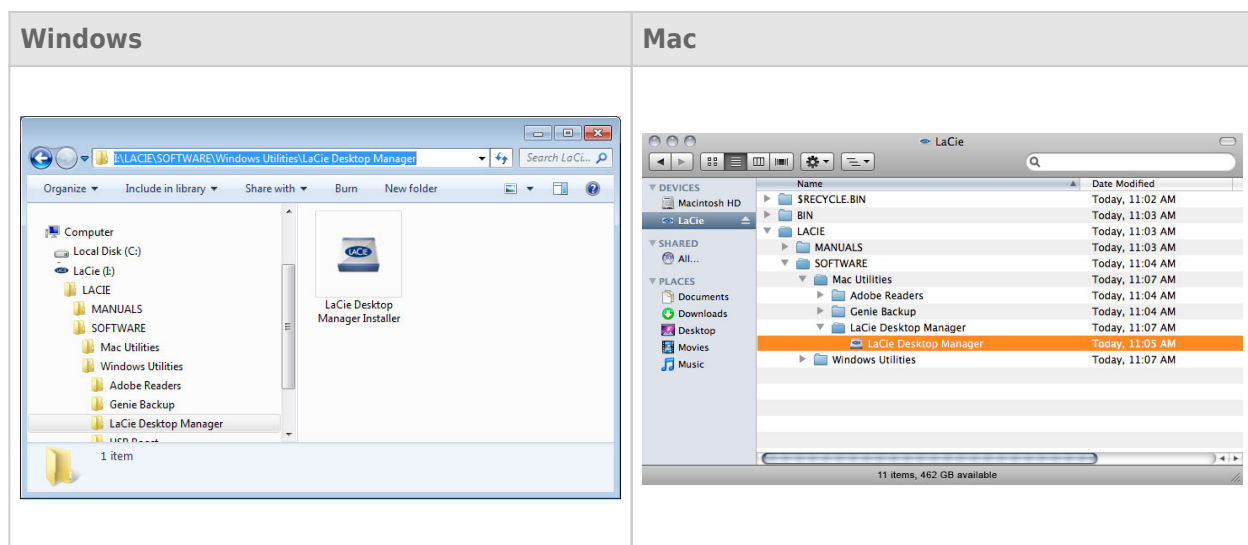 Windows
Mac
I:\LACIE\SOFTWARE\Windows Utilities\LaCie Desktop Manager
Search LaCi...
Organize Include in library Share with Burn New folder
Computer
Local Disk (C:)
LaCie (I:)
LACIE
MANUALS
SOFTWARE
Mac Utilities
Windows Utilities
Adobe Readers
Genie Backup
LaCie Desktop Manager
USB Boost
LACIE
LaCie Desktop
Manager Installer
1 item
LaCie
DEVICES
Macintosh HD
LaCie
SHARED
All...
PLACES
Documents
Downloads
Desktop
Movies
Music
Name Date Modified
$RECYCLE.BIN Today, 11:02 AM
BIN Today, 11:03 AM
LACIE Today, 11:03 AM
MANUALS Today, 11:03 AM
SOFTWARE Today, 11:04 AM
Mac Utilities Today, 11:07 AM
Adobe Readers Today, 11:04 AM
Genie Backup Today, 11:04 AM
LaCie Desktop Manager Today, 11:07 AM
LaCie Desktop Manager Today, 11:05 AM
Windows Utilities Today, 11:07 AM
11 items, 462 GB available